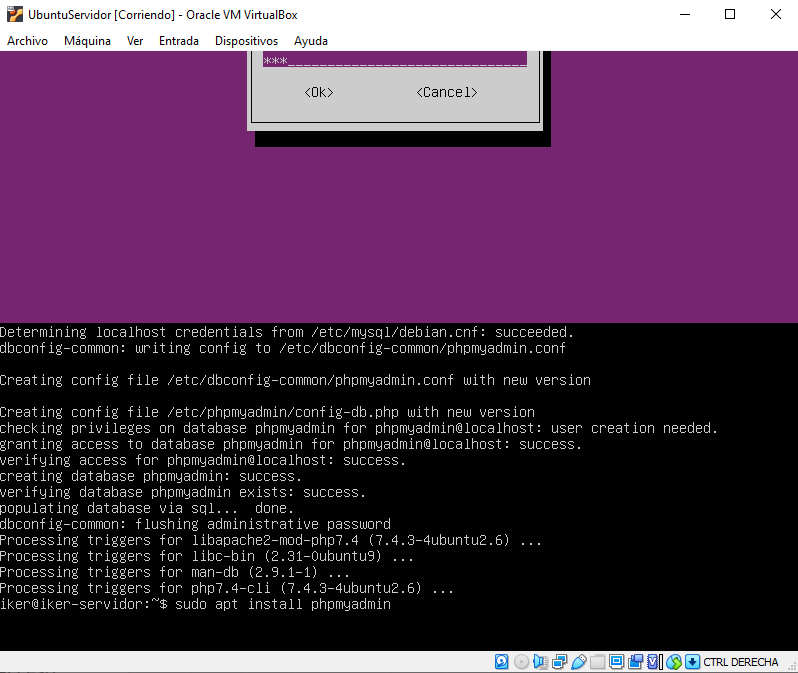 UbuntuServidor [Corriendo] - Oracle VM VirtualBox
Archivo Máquina Ver Entrada Dispositivos Ayuda
***_______________________________
<Ok> <Cancel>
Determining localhost credentials from /etc/mysql/debian.cnf: succeeded.
dbconfig-common: writing config to /etc/dbconfig-common/phpmyadmin.conf
Creating config file /etc/dbconfig-common/phpmyadmin.conf with new version
Creating config file /etc/phpmyadmin/config-db.php with new version
checking privileges on database phpmyadmin for phpmyadmin@localhost: user creation needed.
granting access to database phpmyadmin for phpmyadmin@localhost: success.
verifying access for phpmyadmin@localhost: success.
creating database phpmyadmin: success.
verifying database phpmyadmin exists: success.
populating database via sql...  done.
dbconfig-common: flushing administrative password
Processing triggers for libapache2-mod-php7.4 (7.4.3-4ubuntu2.6) ...
Processing triggers for libc-bin (2.31-0ubuntu9) ...
Processing triggers for man-db (2.9.1-1) ...
Processing triggers for php7.4-cli (7.4.3-4ubuntu2.6) ...
iker@iker-servidor:~$ sudo apt install phpmyadmin
CTRL DERECHA